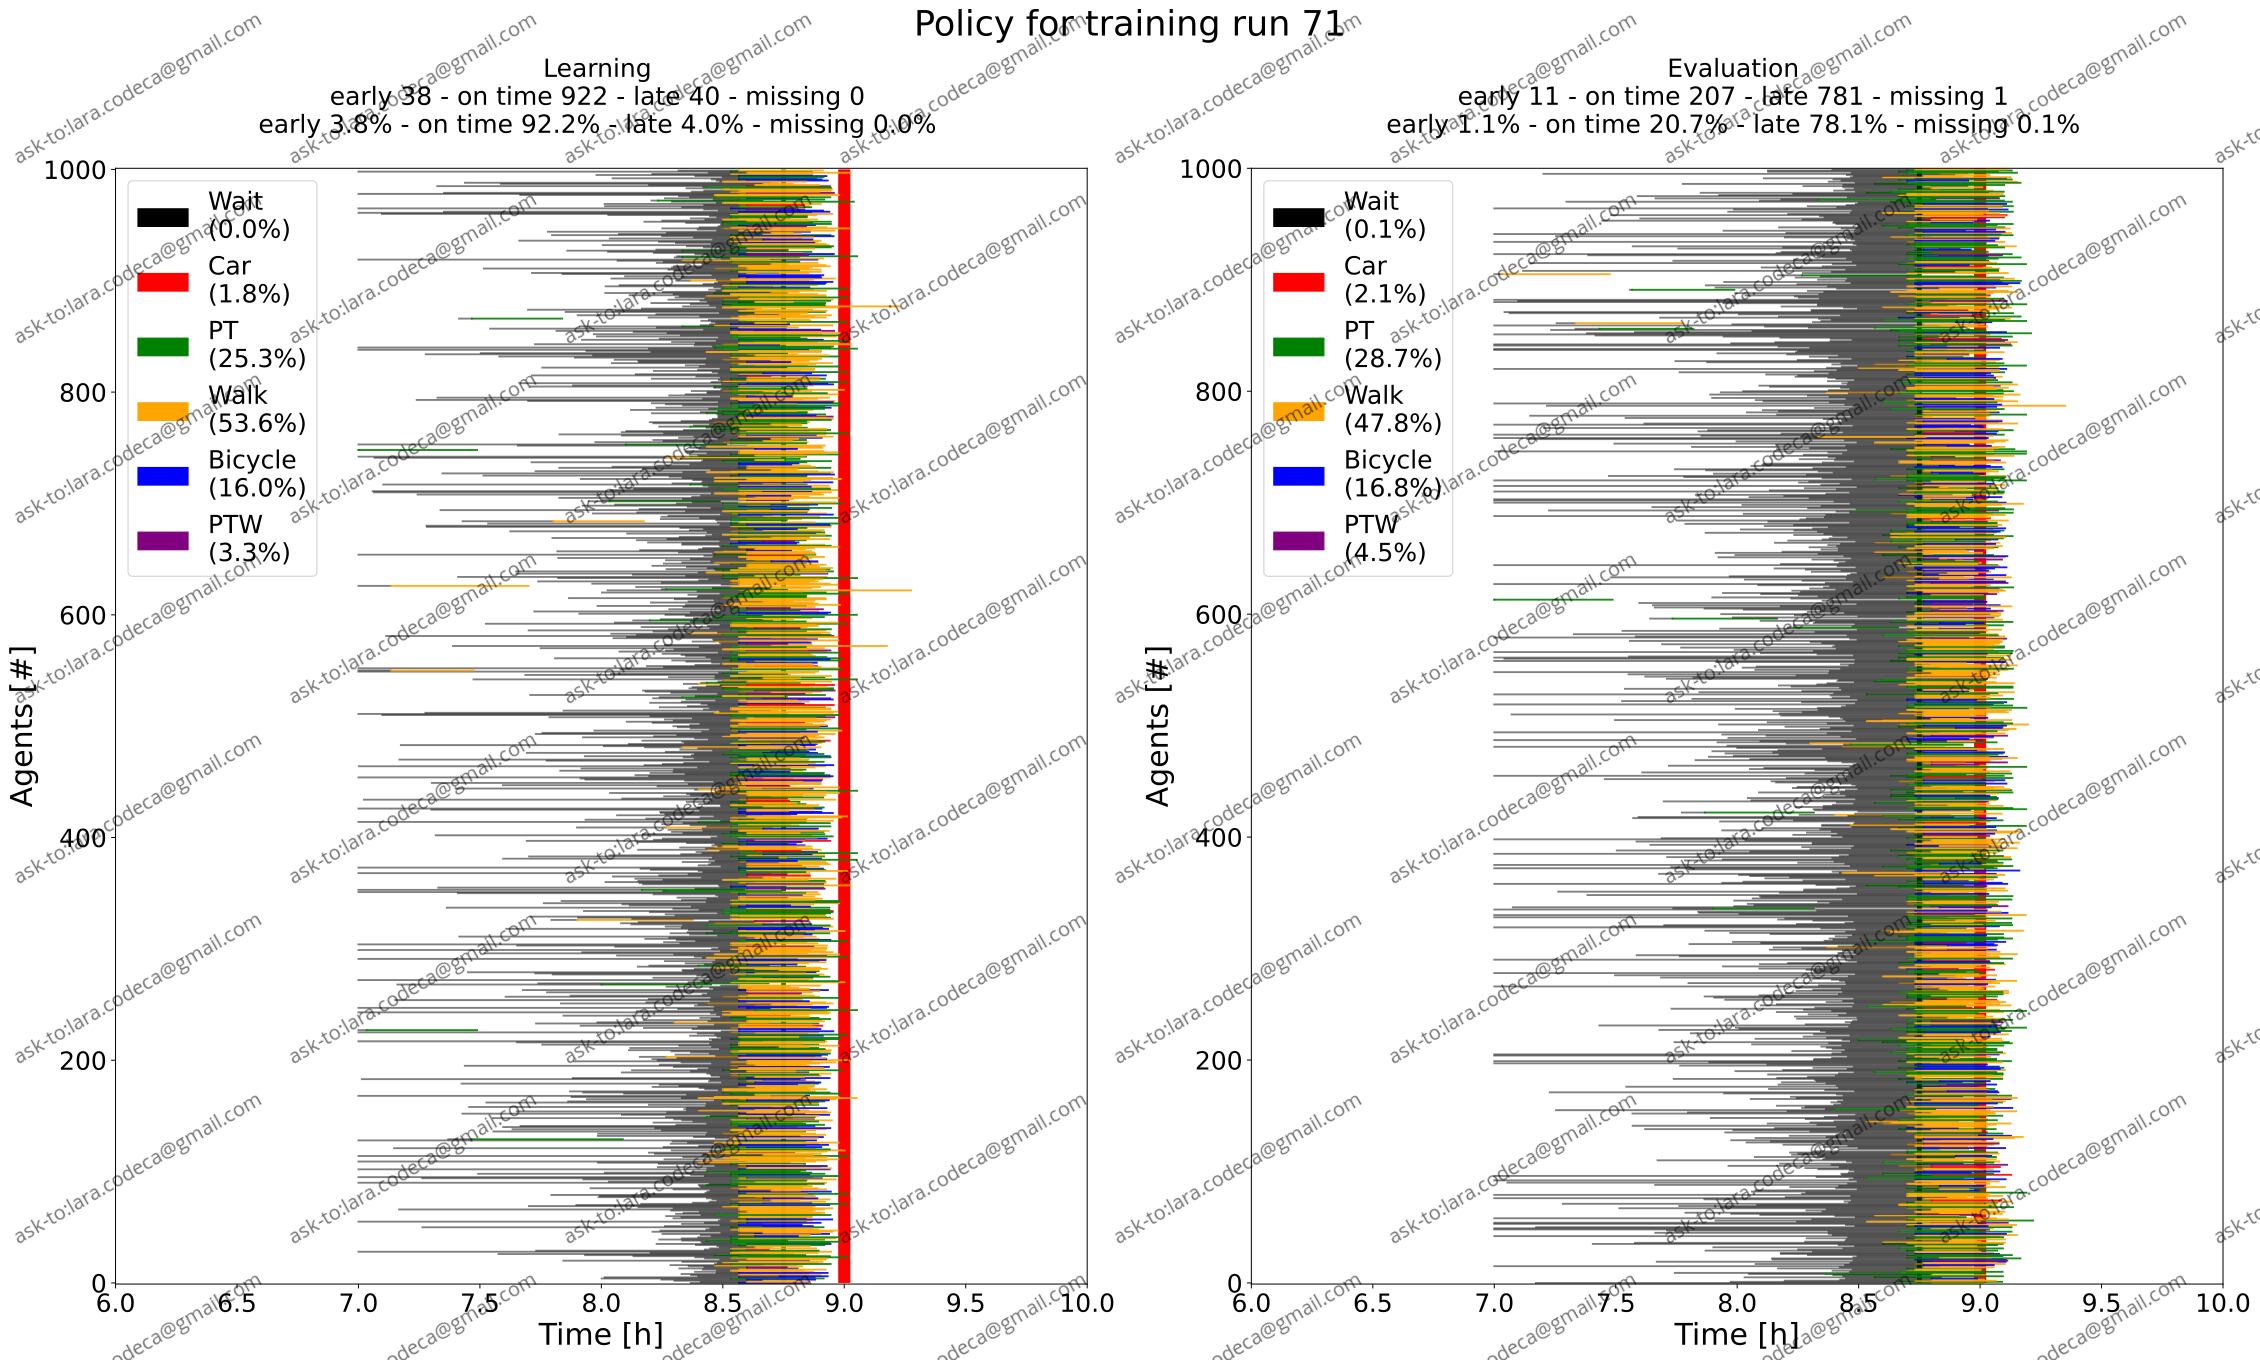 Policy for training run 71
Learning
early 38 - on time 922 - late 40 - missing 0
early 3.8% - on time 92.2% - late 4.0% - missing 0.0%
1000
800
600
400
200
0
Agents [#]
Wait
(0.0%)
Car
(1.8%)
PT
(25.3%)
Walk
(53.6%)
Bicycle
(16.0%)
PTW
(3.3%)
6.0 6.5 7.0 7.5 8.0 8.5 9.0 9.5 10.0
Time [h]
Evaluation
early 11 - on time 207 - late 781 - missing 1
early 1.1% - on time 20.7% - late 78.1% - missing 0.1%
1000
800
600
400
200
0
Agents [#]
Wait
(0.1%)
Car
(2.1%)
PT
(28.7%)
Walk
(47.8%)
Bicycle
(16.8%)
PTW
(4.5%)
6.0 6.5 7.0 7.5 8.0 8.5 9.0 9.5 10.0
Time [h]
ask-to:lara.codeca@gmail.com